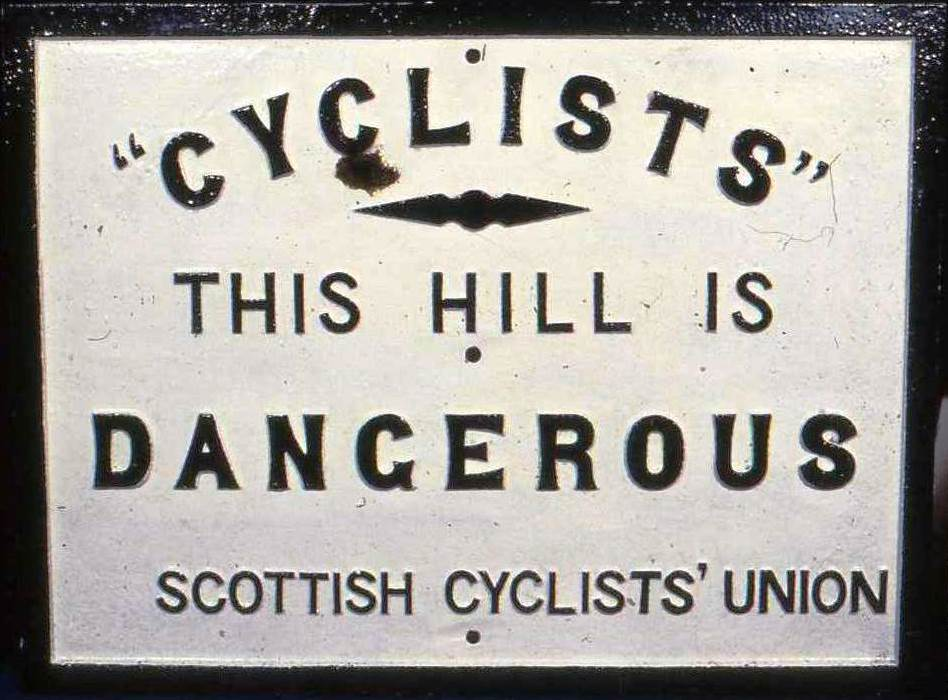 “CYCLISTS”
THIS HILL IS
DANGEROUS
SCOTTISH CYCLISTS’ UNION